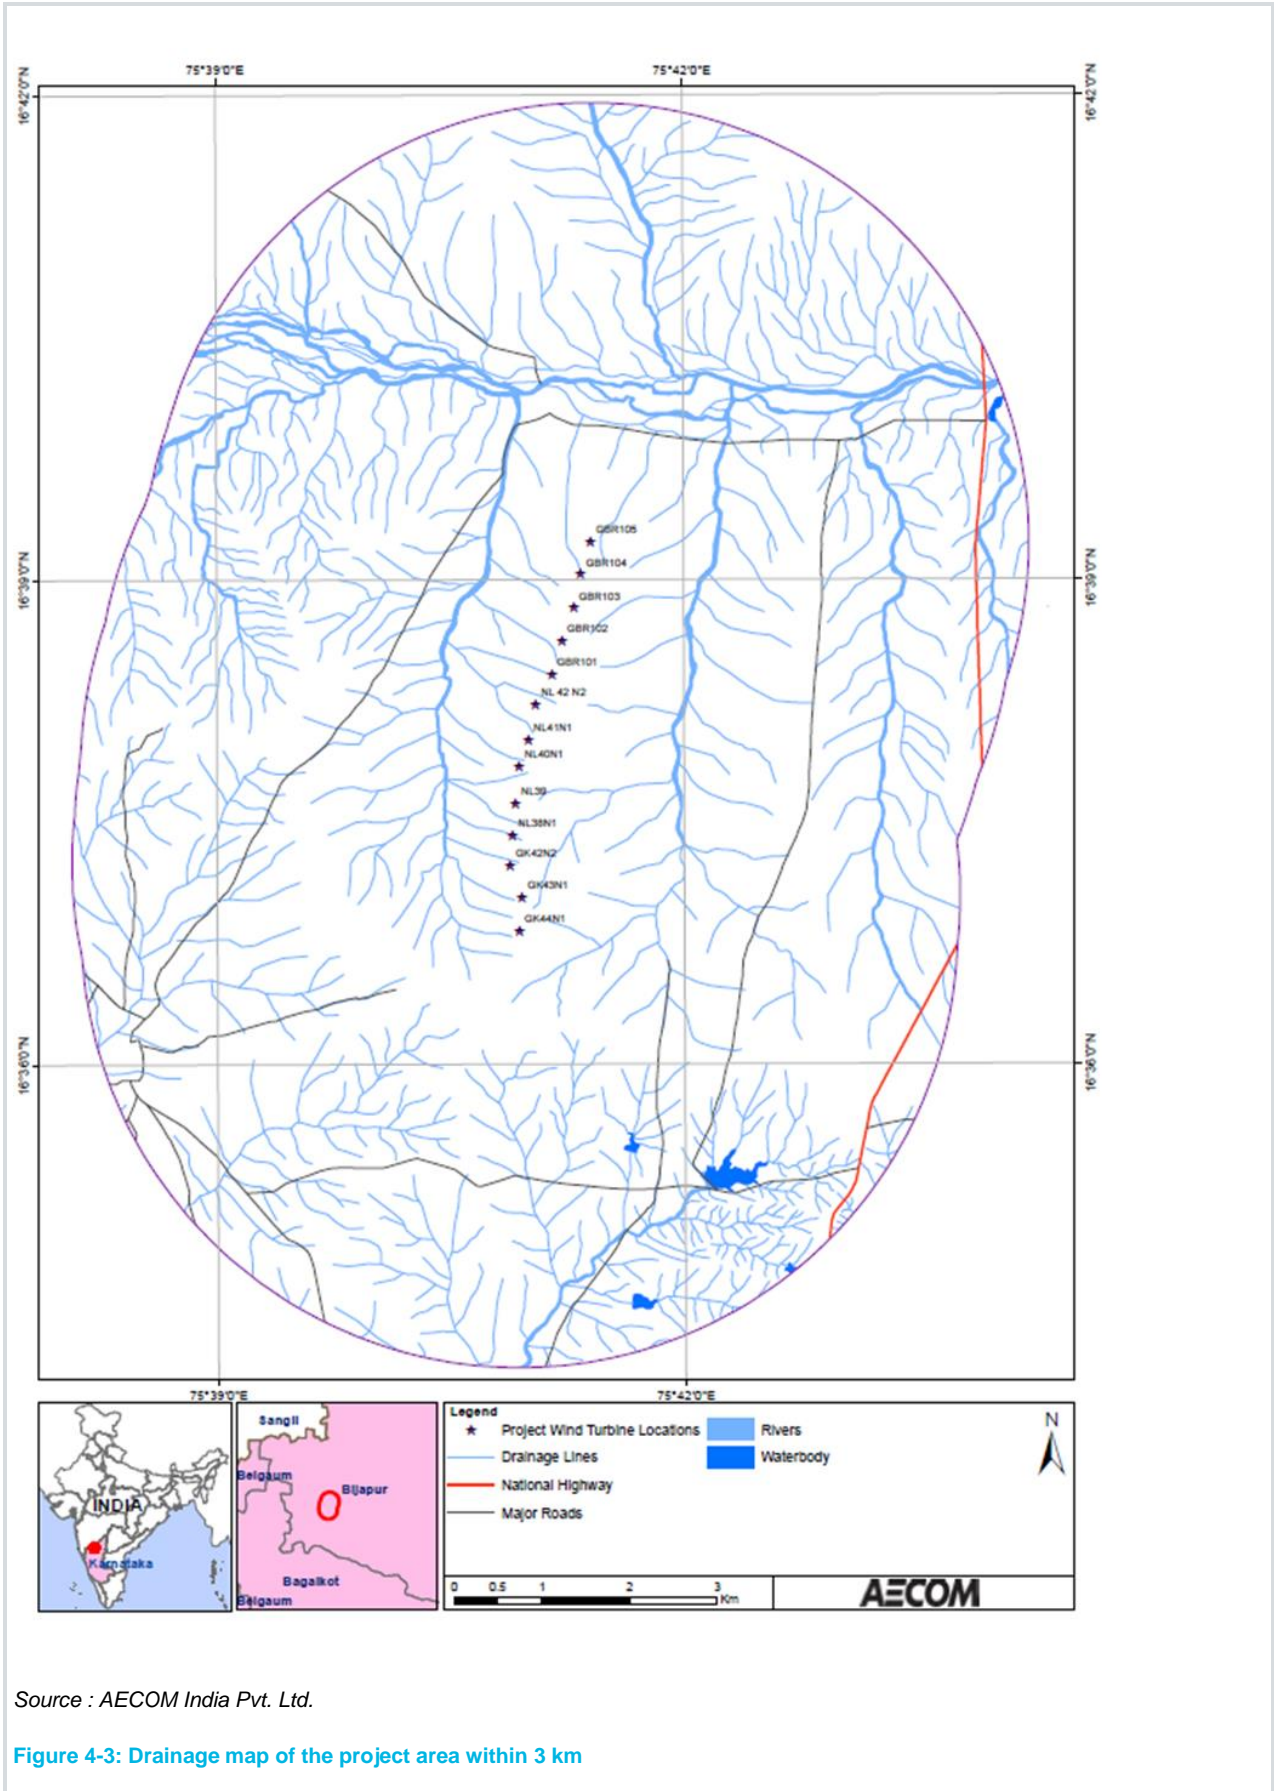 75°39'0"E 75°42'0"E
16°42'0"N 16°42'0"N
GBR105
GBR104
16°39'0"N 16°39'0"N
GBR103
GBR102
GBR101
NL 42 N2
NL41N1
NL40N1
NL39
NL38N1
GK42N2
GK43N1
GK44N1
16°36'0"N 16°36'0"N
75°39'0"E 75°42'0"E
INDIA
Karnataka
Sangli
Belgaum
Bijapur
Bagalkot
Belgaum
Legend
Project Wind Turbine Locations Rivers
Drainage Lines Waterbody
National Highway
Major Roads
N
0 0.5 1 2 3
Km
AECOM
Source : AECOM India Pvt. Ltd.
Figure 4-3: Drainage map of the project area within 3 km